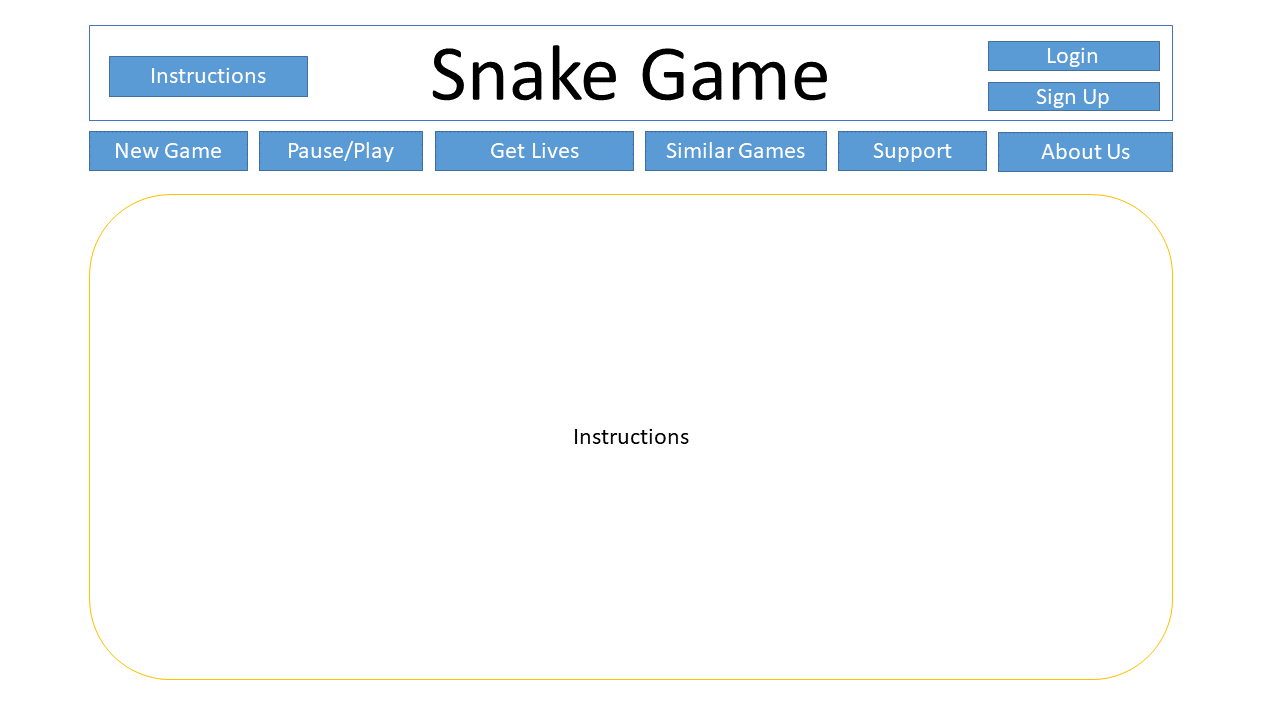 Instructions
Snake Game
Login
Sign Up
New Game
Pause/Play
Get Lives
Similar Games
Support
About Us
Instructions